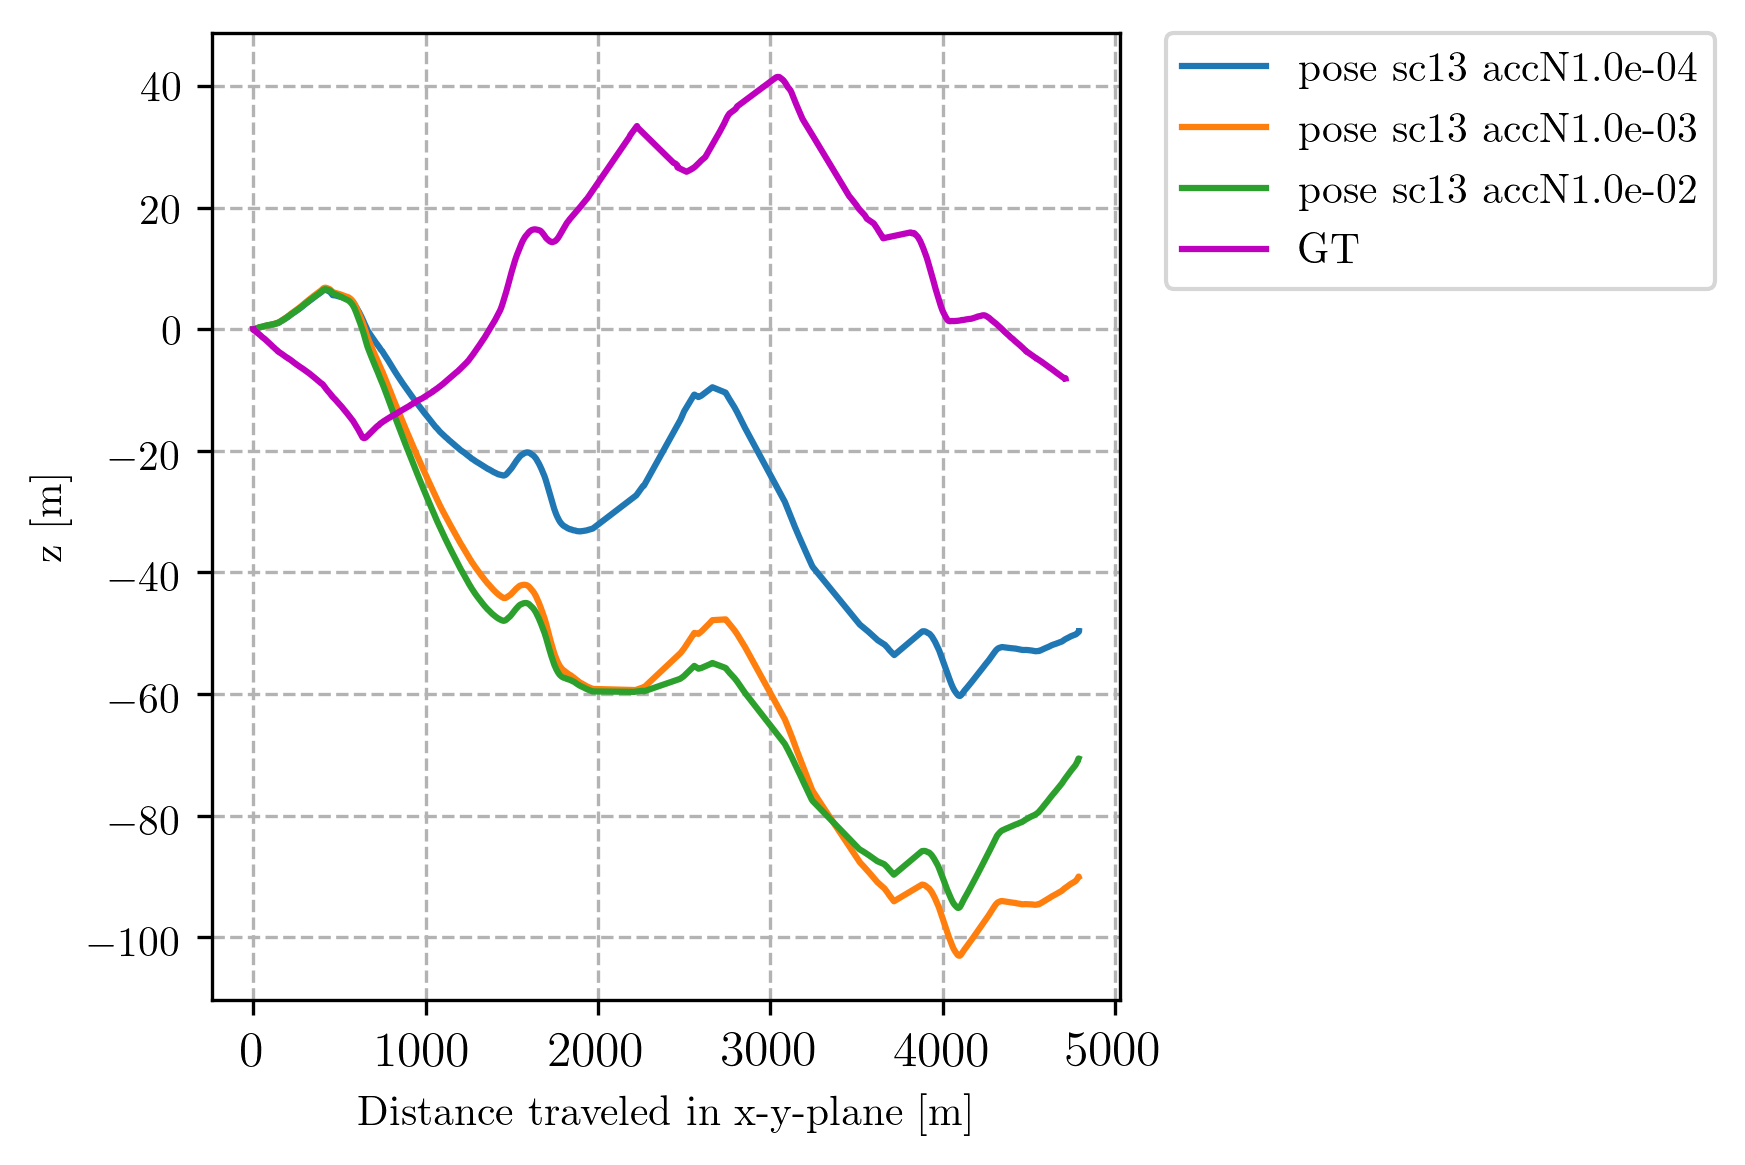 40
20
0
−20
−40
−60
−80
−100
z [m]
0 1000 2000 3000 4000 5000
Distance traveled in x-y-plane [m]
pose sc13 accN1.0e-04
pose sc13 accN1.0e-03
pose sc13 accN1.0e-02
GT